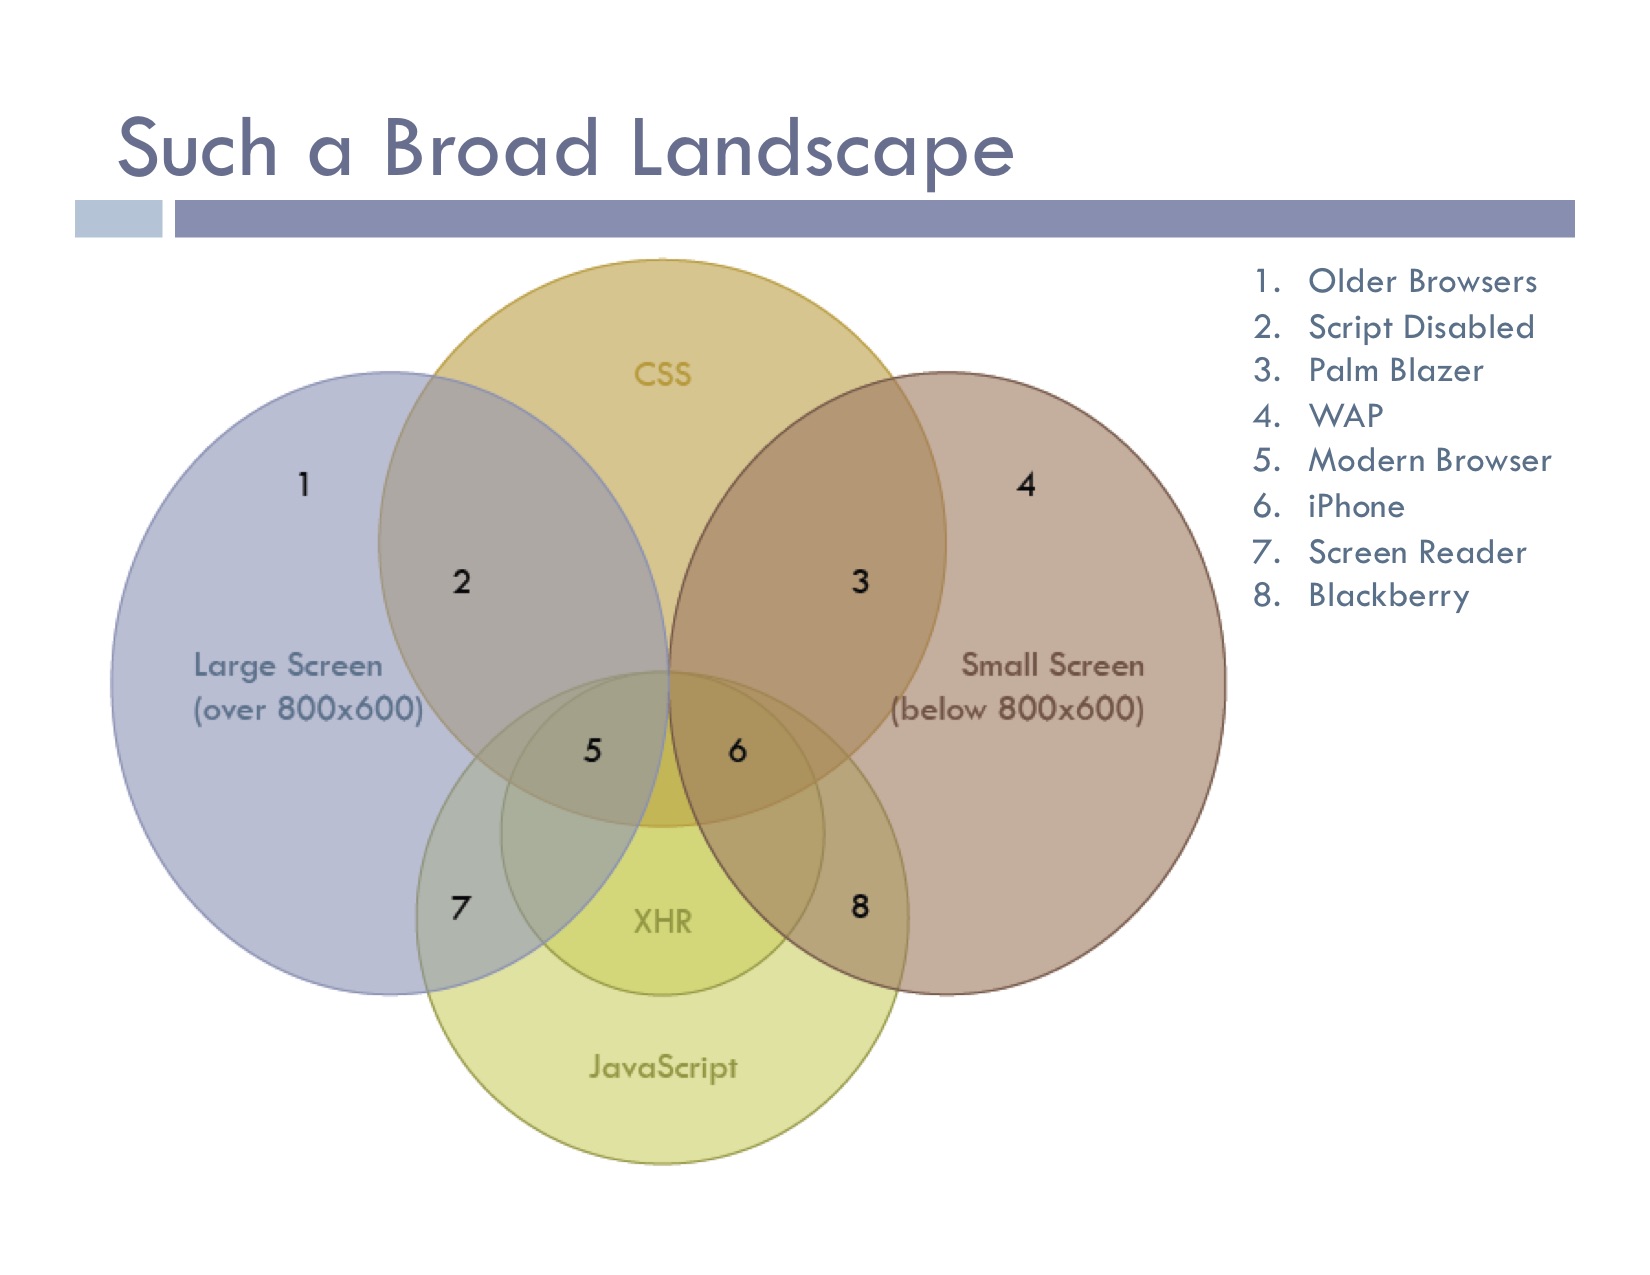 Such a Broad Landscape
1. Older Browsers
2. Script Disabled
3. Palm Blazer
4. WAP
5. Modern Browser
6. iPhone
7. Screen Reader
8. Blackberry
CSS
1
4
2
3
Large Screen
(over 800x600)
Small Screen
(below 800x600)
5
6
7
8
XHR
JavaScript